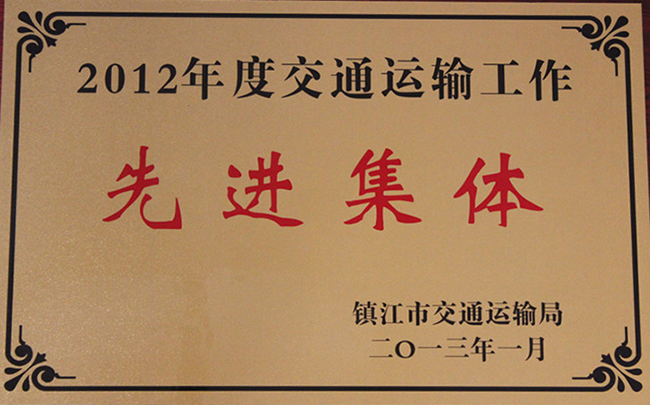 2012年度交通运输工作
先进集体
镇江市交通运输局
二〇一三年一月